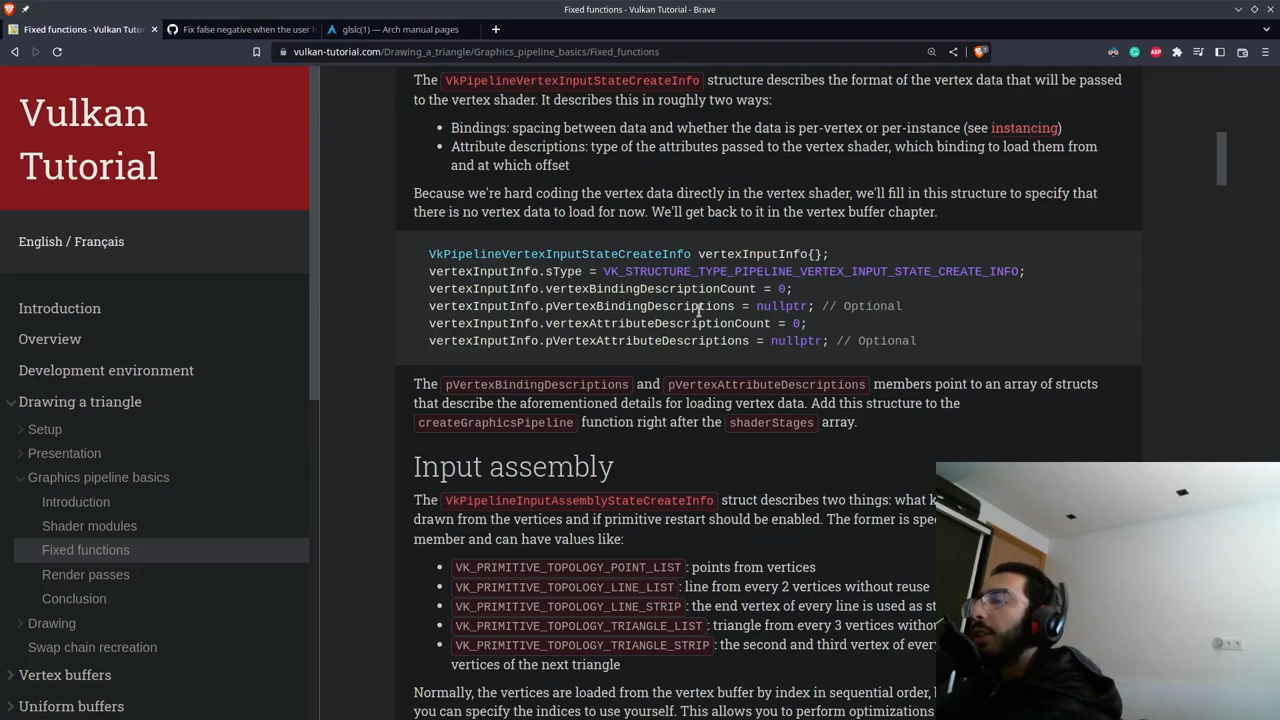 Fixed functions - Vulkan Tutorial - Brave
Fixed functions - Vulkan Tutorial
Fix false negative when the user h
glslc(1) — Arch manual pages
vulkan-tutorial.com/Drawing_a_triangle/Graphics_pipeline_basics/Fixed_functions
Vulkan
Tutorial
English / Français
Introduction
Overview
Development environment
Drawing a triangle
Setup
Presentation
Graphics pipeline basics
Introduction
Shader modules
Fixed functions
Render passes
Conclusion
Drawing
Swap chain recreation
Vertex buffers
Uniform buffers
The VkPipelineVertexInputStateCreateInfo structure describes the format of the vertex data that will be passed
to the vertex shader. It describes this in roughly two ways:
• Bindings: spacing between data and whether the data is per-vertex or per-instance (see instancing)
• Attribute descriptions: type of the attributes passed to the vertex shader, which binding to load them from
and at which offset
Because we're hard coding the vertex data directly in the vertex shader, we'll fill in this structure to specify that
there is no vertex data to load for now. We'll get back to it in the vertex buffer chapter.
VkPipelineVertexInputStateCreateInfo vertexInputInfo{};
vertexInputInfo.sType = VK_STRUCTURE_TYPE_PIPELINE_VERTEX_INPUT_STATE_CREATE_INFO;
vertexInputInfo.vertexBindingDescriptionCount = 0;
vertexInputInfo.pVertexBindingDescriptions = nullptr; // Optional
vertexInputInfo.vertexAttributeDescriptionCount = 0;
vertexInputInfo.pVertexAttributeDescriptions = nullptr; // Optional
The pVertexBindingDescriptions and pVertexAttributeDescriptions members point to an array of structs
that describe the aforementioned details for loading vertex data. Add this structure to the
createGraphicsPipeline function right after the shaderStages array.
Input assembly
The VkPipelineInputAssemblyStateCreateInfo struct describes two things: what k
drawn from the vertices and if primitive restart should be enabled. The former is spec
member and can have values like:
• VK_PRIMITIVE_TOPOLOGY_POINT_LIST: points from vertices
• VK_PRIMITIVE_TOPOLOGY_LINE_LIST: line from every 2 vertices without reuse
• VK_PRIMITIVE_TOPOLOGY_LINE_STRIP: the end vertex of every line is used as st
• VK_PRIMITIVE_TOPOLOGY_TRIANGLE_LIST: triangle from every 3 vertices withou
• VK_PRIMITIVE_TOPOLOGY_TRIANGLE_STRIP: the second and third vertex of every
vertices of the next triangle
Normally, the vertices are loaded from the vertex buffer by index in sequential order, b
you can specify the indices to use yourself. This allows you to perform optimizations